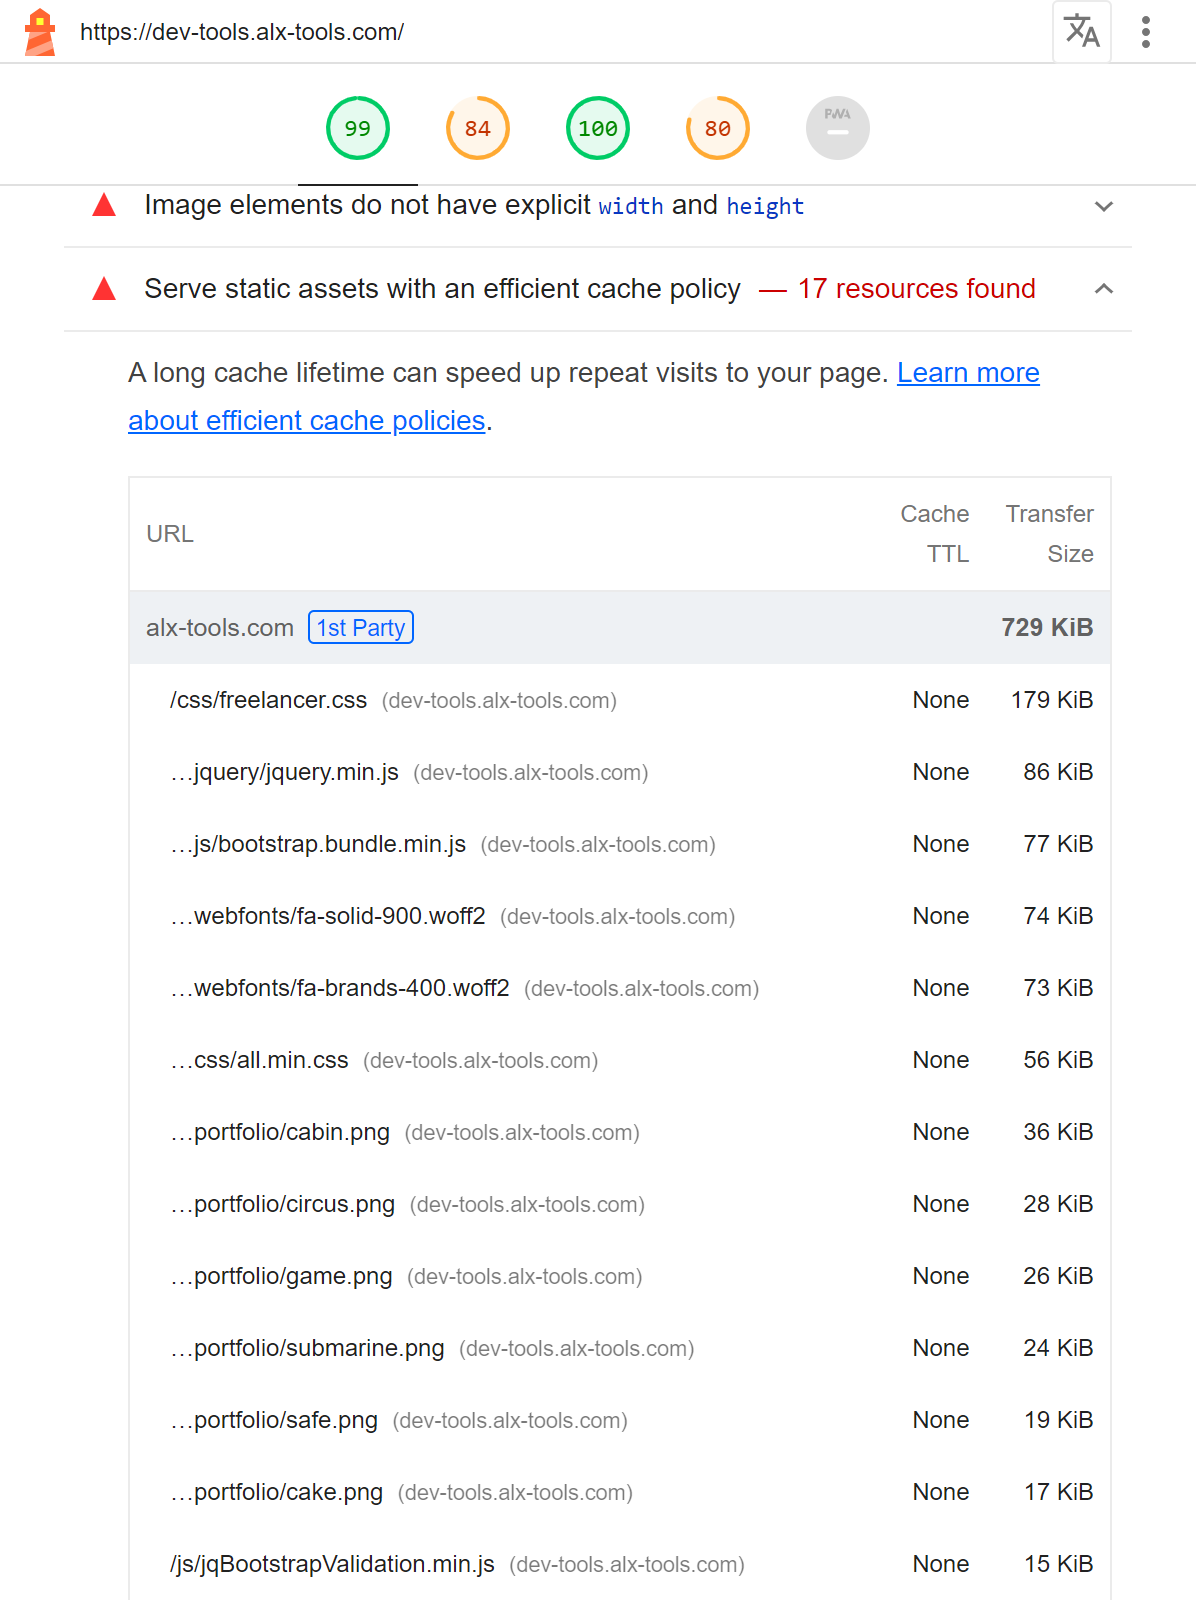 https://dev-tools.alx-tools.com/
99 84 100 80 PWA
Image elements do not have explicit width and height
Serve static assets with an efficient cache policy — 17 resources found
A long cache lifetime can speed up repeat visits to your page. Learn more
about efficient cache policies.
URL Cache TTL Transfer Size
alx-tools.com 1st Party 729 KiB
/css/freelancer.css (dev-tools.alx-tools.com) None 179 KiB
…jquery/jquery.min.js (dev-tools.alx-tools.com) None 86 KiB
…js/bootstrap.bundle.min.js (dev-tools.alx-tools.com) None 77 KiB
…webfonts/fa-solid-900.woff2 (dev-tools.alx-tools.com) None 74 KiB
…webfonts/fa-brands-400.woff2 (dev-tools.alx-tools.com) None 73 KiB
…css/all.min.css (dev-tools.alx-tools.com) None 56 KiB
…portfolio/cabin.png (dev-tools.alx-tools.com) None 36 KiB
…portfolio/circus.png (dev-tools.alx-tools.com) None 28 KiB
…portfolio/game.png (dev-tools.alx-tools.com) None 26 KiB
…portfolio/submarine.png (dev-tools.alx-tools.com) None 24 KiB
…portfolio/safe.png (dev-tools.alx-tools.com) None 19 KiB
…portfolio/cake.png (dev-tools.alx-tools.com) None 17 KiB
/js/jqBootstrapValidation.min.js (dev-tools.alx-tools.com) None 15 KiB